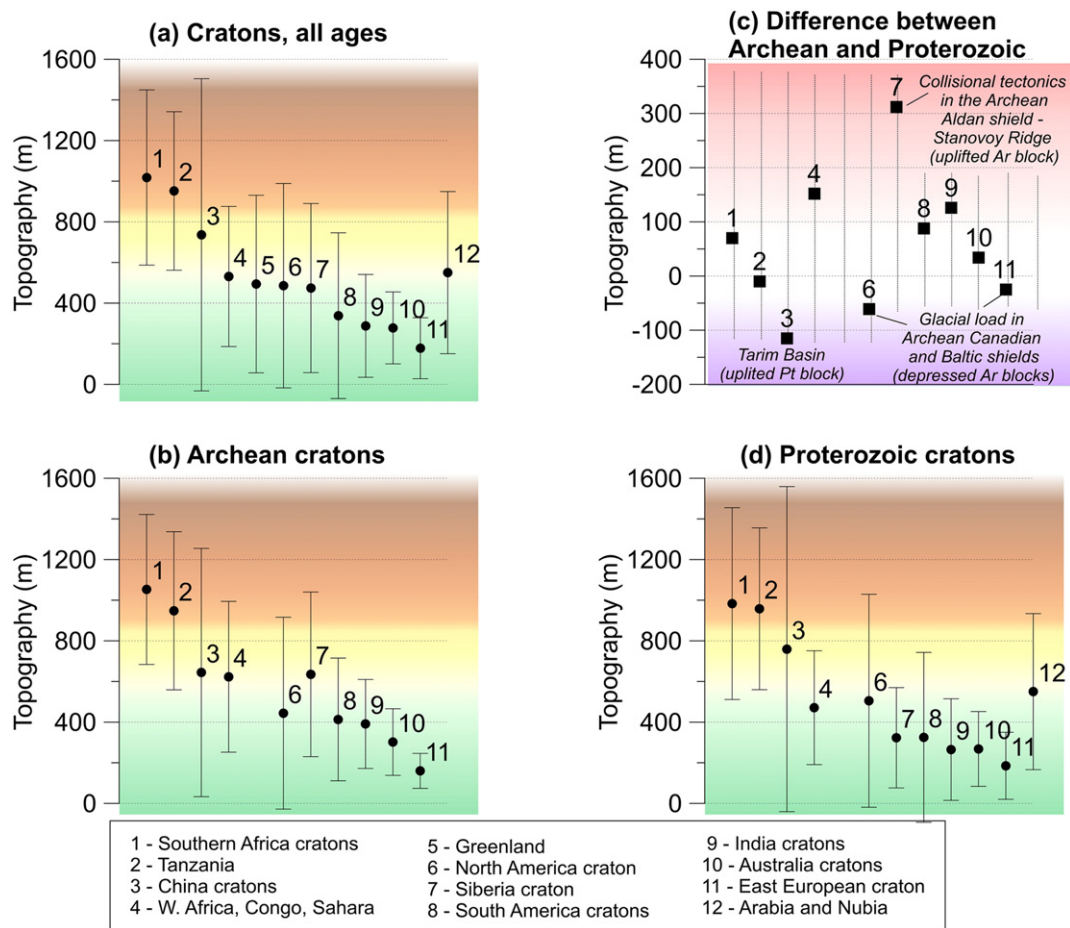 (a) Cratons, all ages
1600
1200
800
400
0
Topography (m)
1
2
3
4
5
6
7
8
9
10
11
12
(c) Difference between
Archean and Proterozoic
400
300
200
100
0
-100
-200
Topography (m)
1
2
3
4
6
7
8
9
10
11
Collisional tectonics
in the Archean
Aldan shield -
Stanovoy Ridge
(uplifted Ar block)
Tarim Basin
(uplited Pt block)
Glacial load in
Archean Canadian
and Baltic shields
(depressed Ar blocks)
(b) Archean cratons
1600
1200
800
400
0
Topography (m)
1
2
3
4
6
7
8
9
10
11
(d) Proterozoic cratons
1600
1200
800
400
0
Topography (m)
1
2
3
4
6
7
8
9
10
11
12
1 - Southern Africa cratons
2 - Tanzania
3 - China cratons
4 - W. Africa, Congo, Sahara
5 - Greenland
6 - North America craton
7 - Siberia craton
8 - South America cratons
9 - India cratons
10 - Australia cratons
11 - East European craton
12 - Arabia and Nubia